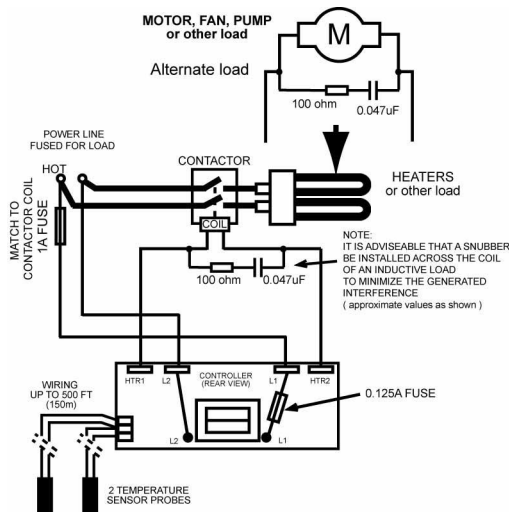 MOTOR, FAN, PUMP
or other load
M
Alternate load
100 ohm
0.047uF
POWER LINE
FUSED FOR LOAD
HOT
CONTACTOR
HEATERS
or other load
MATCH TO
CONTACTOR COIL
1A FUSE
COIL
NOTE:
IT IS ADVISEABLE THAT A SNUBBER
BE INSTALLED ACROSS THE COIL
OF AN INDUCTIVE LOAD
TO MINIMIZE THE GENERATED
INTERFERENCE
( approximate values as shown )
100 ohm
0.047uF
HTR1
L2
CONTROLLER
(REAR VIEW)
L1
HTR2
WIRING
UP TO 500 FT
(150m)
0.125A FUSE
L2
L1
2 TEMPERATURE
SENSOR PROBES